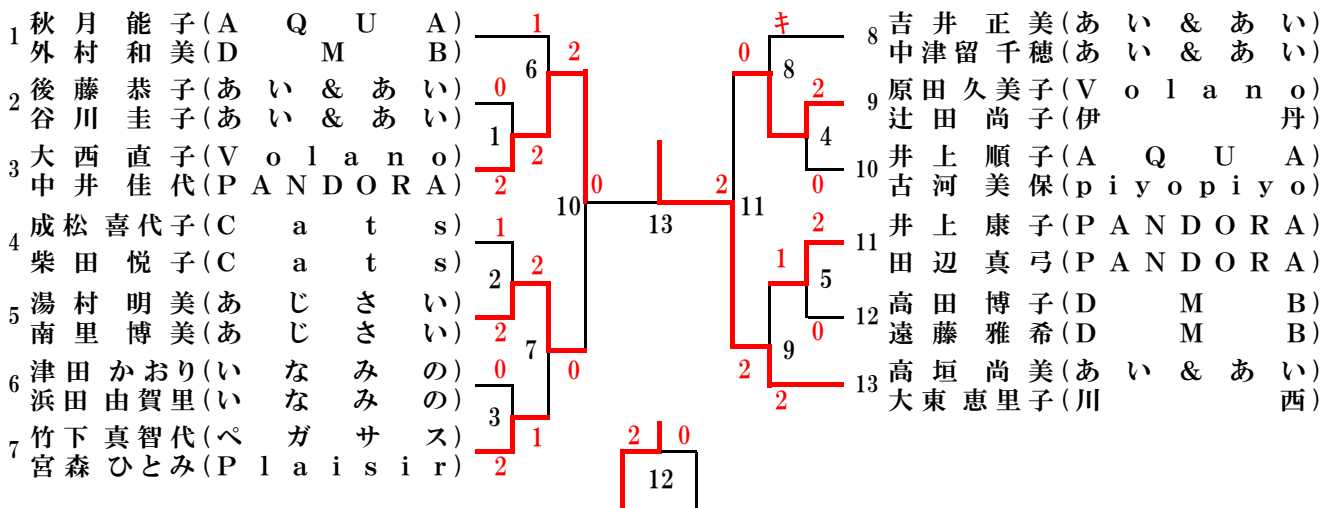 1 秋月能子(AQUA)
外村和美(DMB)
2 後藤恭子(あい&あい)
谷川圭子(あい&あい)
3 大西直子(Volano)
中井佳代(PANDORA)
4 成松喜代子(Cats)
柴田悦子(Cats)
5 湯村明美(あじさい)
南里博美(あじさい)
6 津田かおり(いなみの)
浜田由賀里(いなみの)
7 竹下真智代(ペガサス)
宮森ひとみ(Plaisir)
1
6
2
0
1
2
2
10
0
1
2
2
2
7
0
0
3
1
2
13
2
0
12
キ
0
8
2
4
0
2
11
2
1
5
0
9
2
2
8 吉井正美(あい&あい)
中津留千穂(あい&あい)
9 原田久美子(Volano)
辻田尚子(伊丹)
10 井上順子(AQUA)
古河美保(piyopiyo)
11 井上康子(PANDORA)
田辺真弓(PANDORA)
12 高田博子(DMB)
遠藤雅希(DMB)
13 高垣尚美(あい&あい)
大東恵里子(川西)